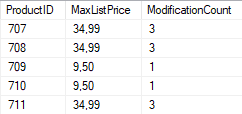 ProductID MaxListPrice ModificationCount
707 34,99 3
708 34,99 3
709 9,50 1
710 9,50 1
711 34,99 3